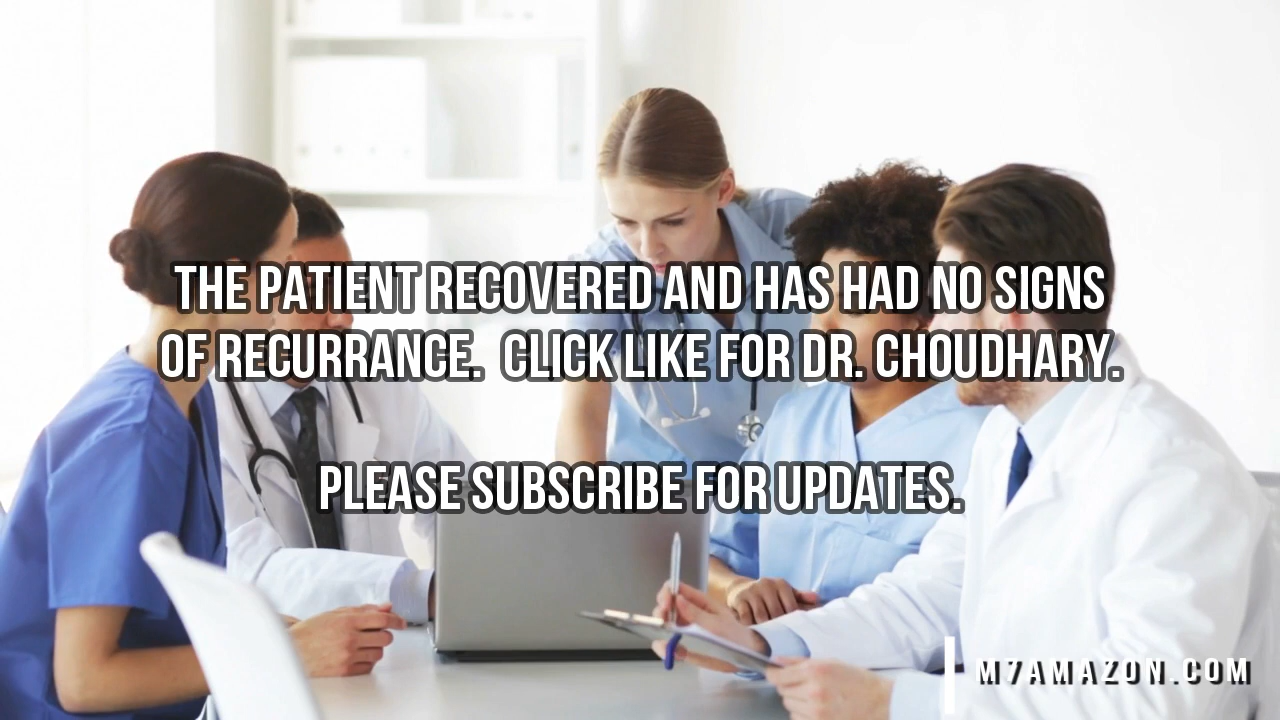 THE PATIENT RECOVERED AND HAS HAD NO SIGNS
OF RECURRANCE. CLICK LIKE FOR DR. CHOUDHARY.
PLEASE SUBSCRIBE FOR UPDATES.
M7AMAZON.COM